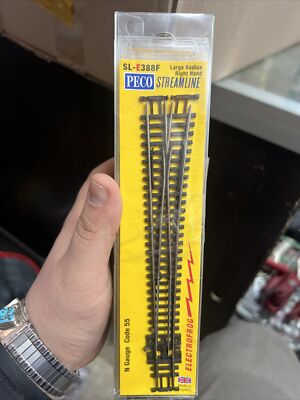 SL-E388F
Large Radius
Right Hand
PECO STREAMLINE
N Gauge Code 55
ELECTROFROG